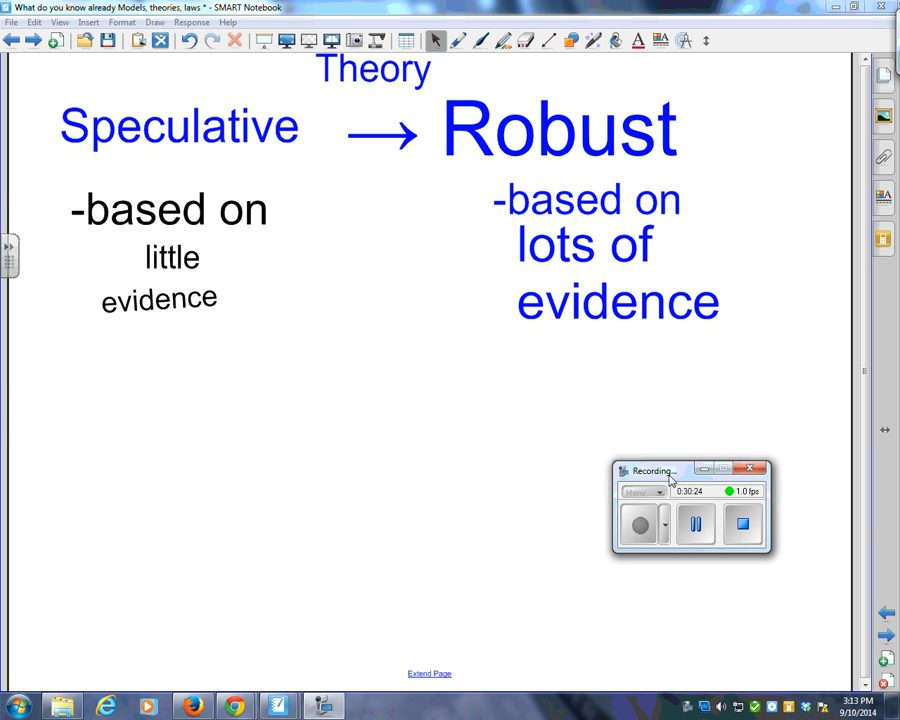 What do you know already Models, theories, laws * - SMART Notebook
File Edit View Insert Format Draw Response Help
Theory
Speculative → Robust
-based on
little
evidence
-based on
lots of
evidence
Recording...
Menu 0:30:24 1.0 fps
Extend Page
3:13 PM
9/10/2014